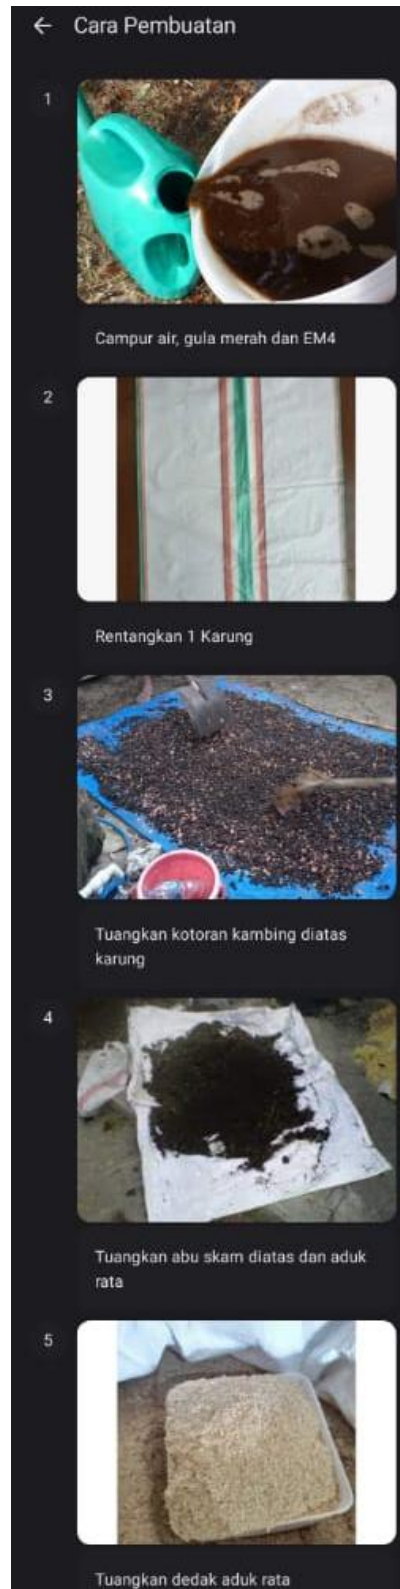 Cara Pembuatan
1
Campur air, gula merah dan EM4
2
Rentangkan 1 Karung
3
Tuangkan kotoran kambing diatas
karung
4
Tuangkan abu skam diatas dan aduk
rata
5
Tuangkan dedak aduk rata